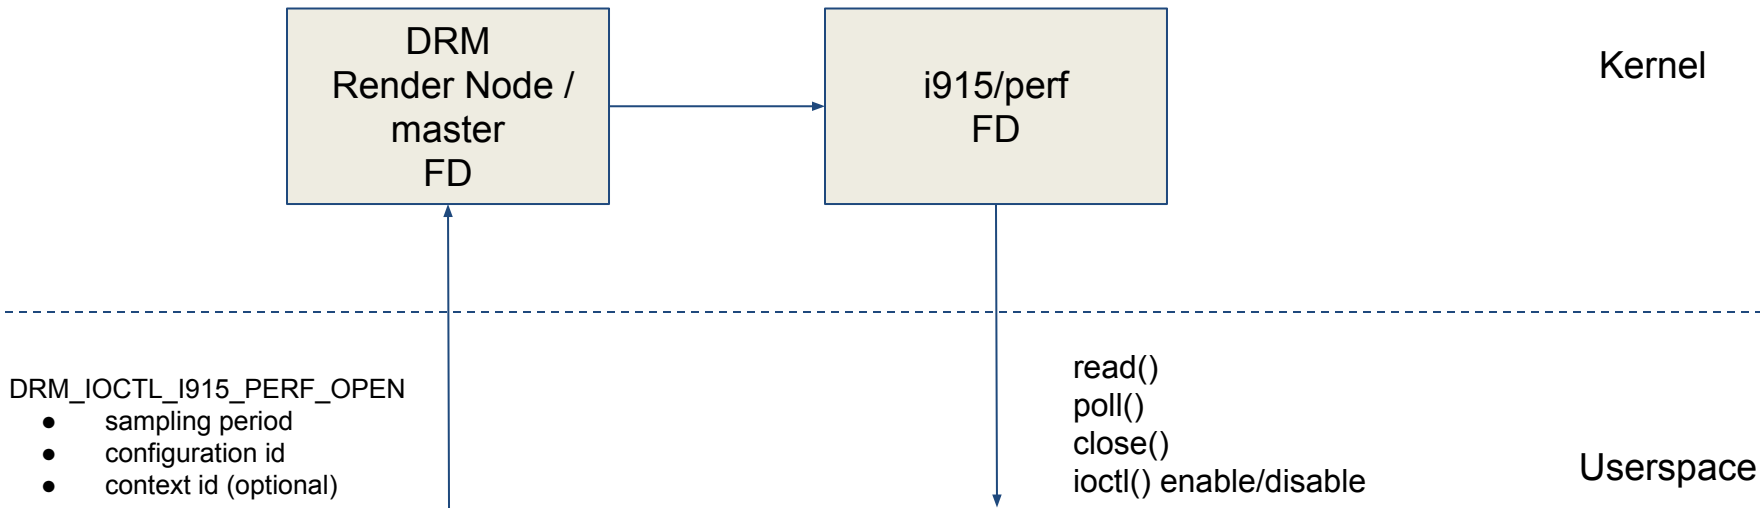 DRM
Render Node /
master
FD
i915/perf
FD
Kernel
DRM_IOCTL_I915_PERF_OPEN
● sampling period
● configuration id
● context id (optional)
read()
poll()
close()
ioctl() enable/disable
Userspace